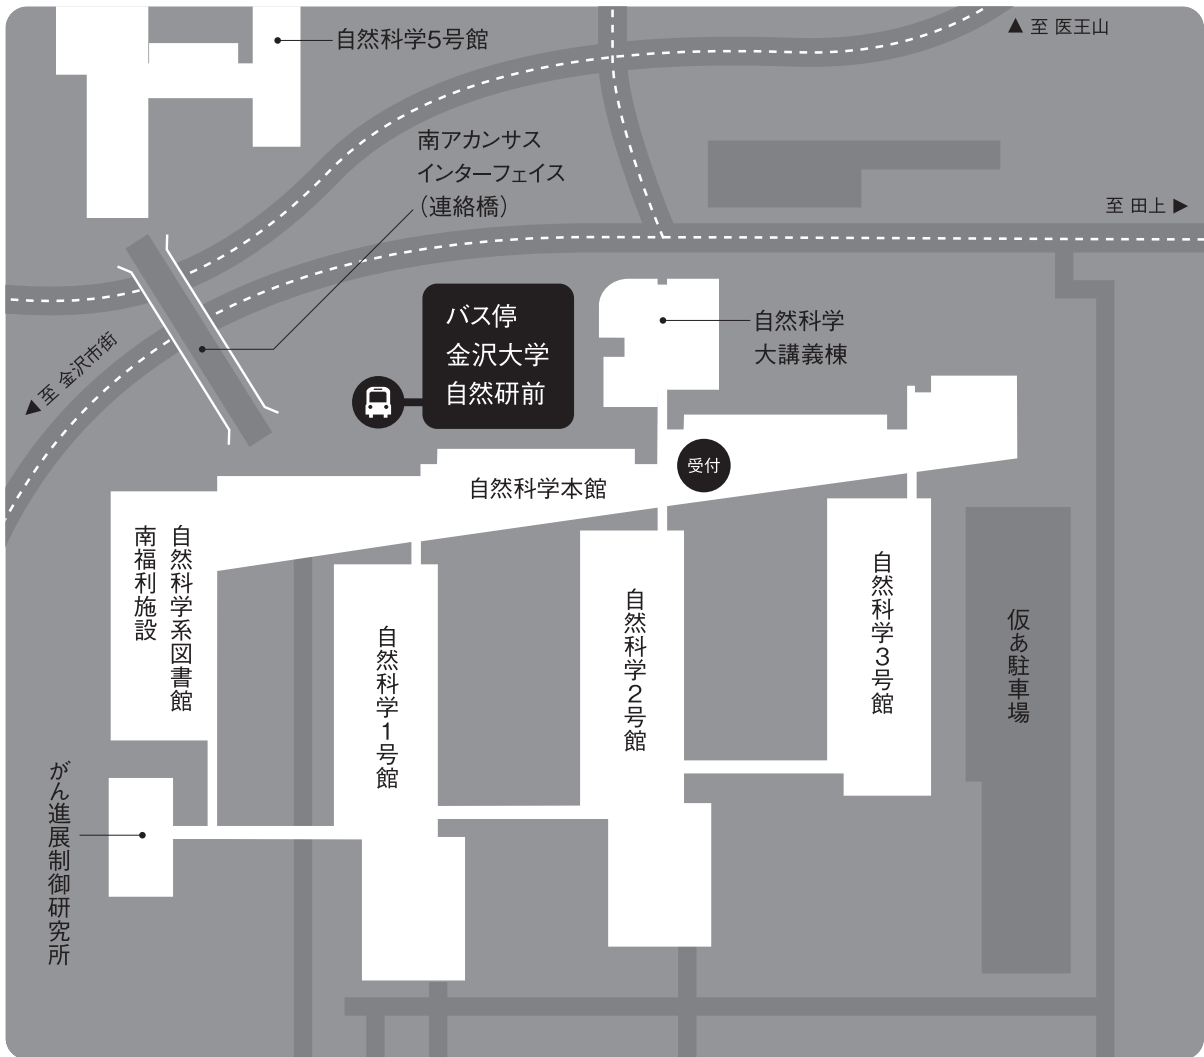 自然科学5号館
▲ 至 医王山
南アカンサス
インターフェイス
（連絡橋）
至 田上 ▶
バス停
金沢大学
自然研前
自然科学
大講義棟
◀ 至 金沢市街
受付
自然科学本館
自然科学系図書館
南福利施設
自然科学1号館
自然科学2号館
自然科学3号館
仮あ駐車場
がん進展制御研究所